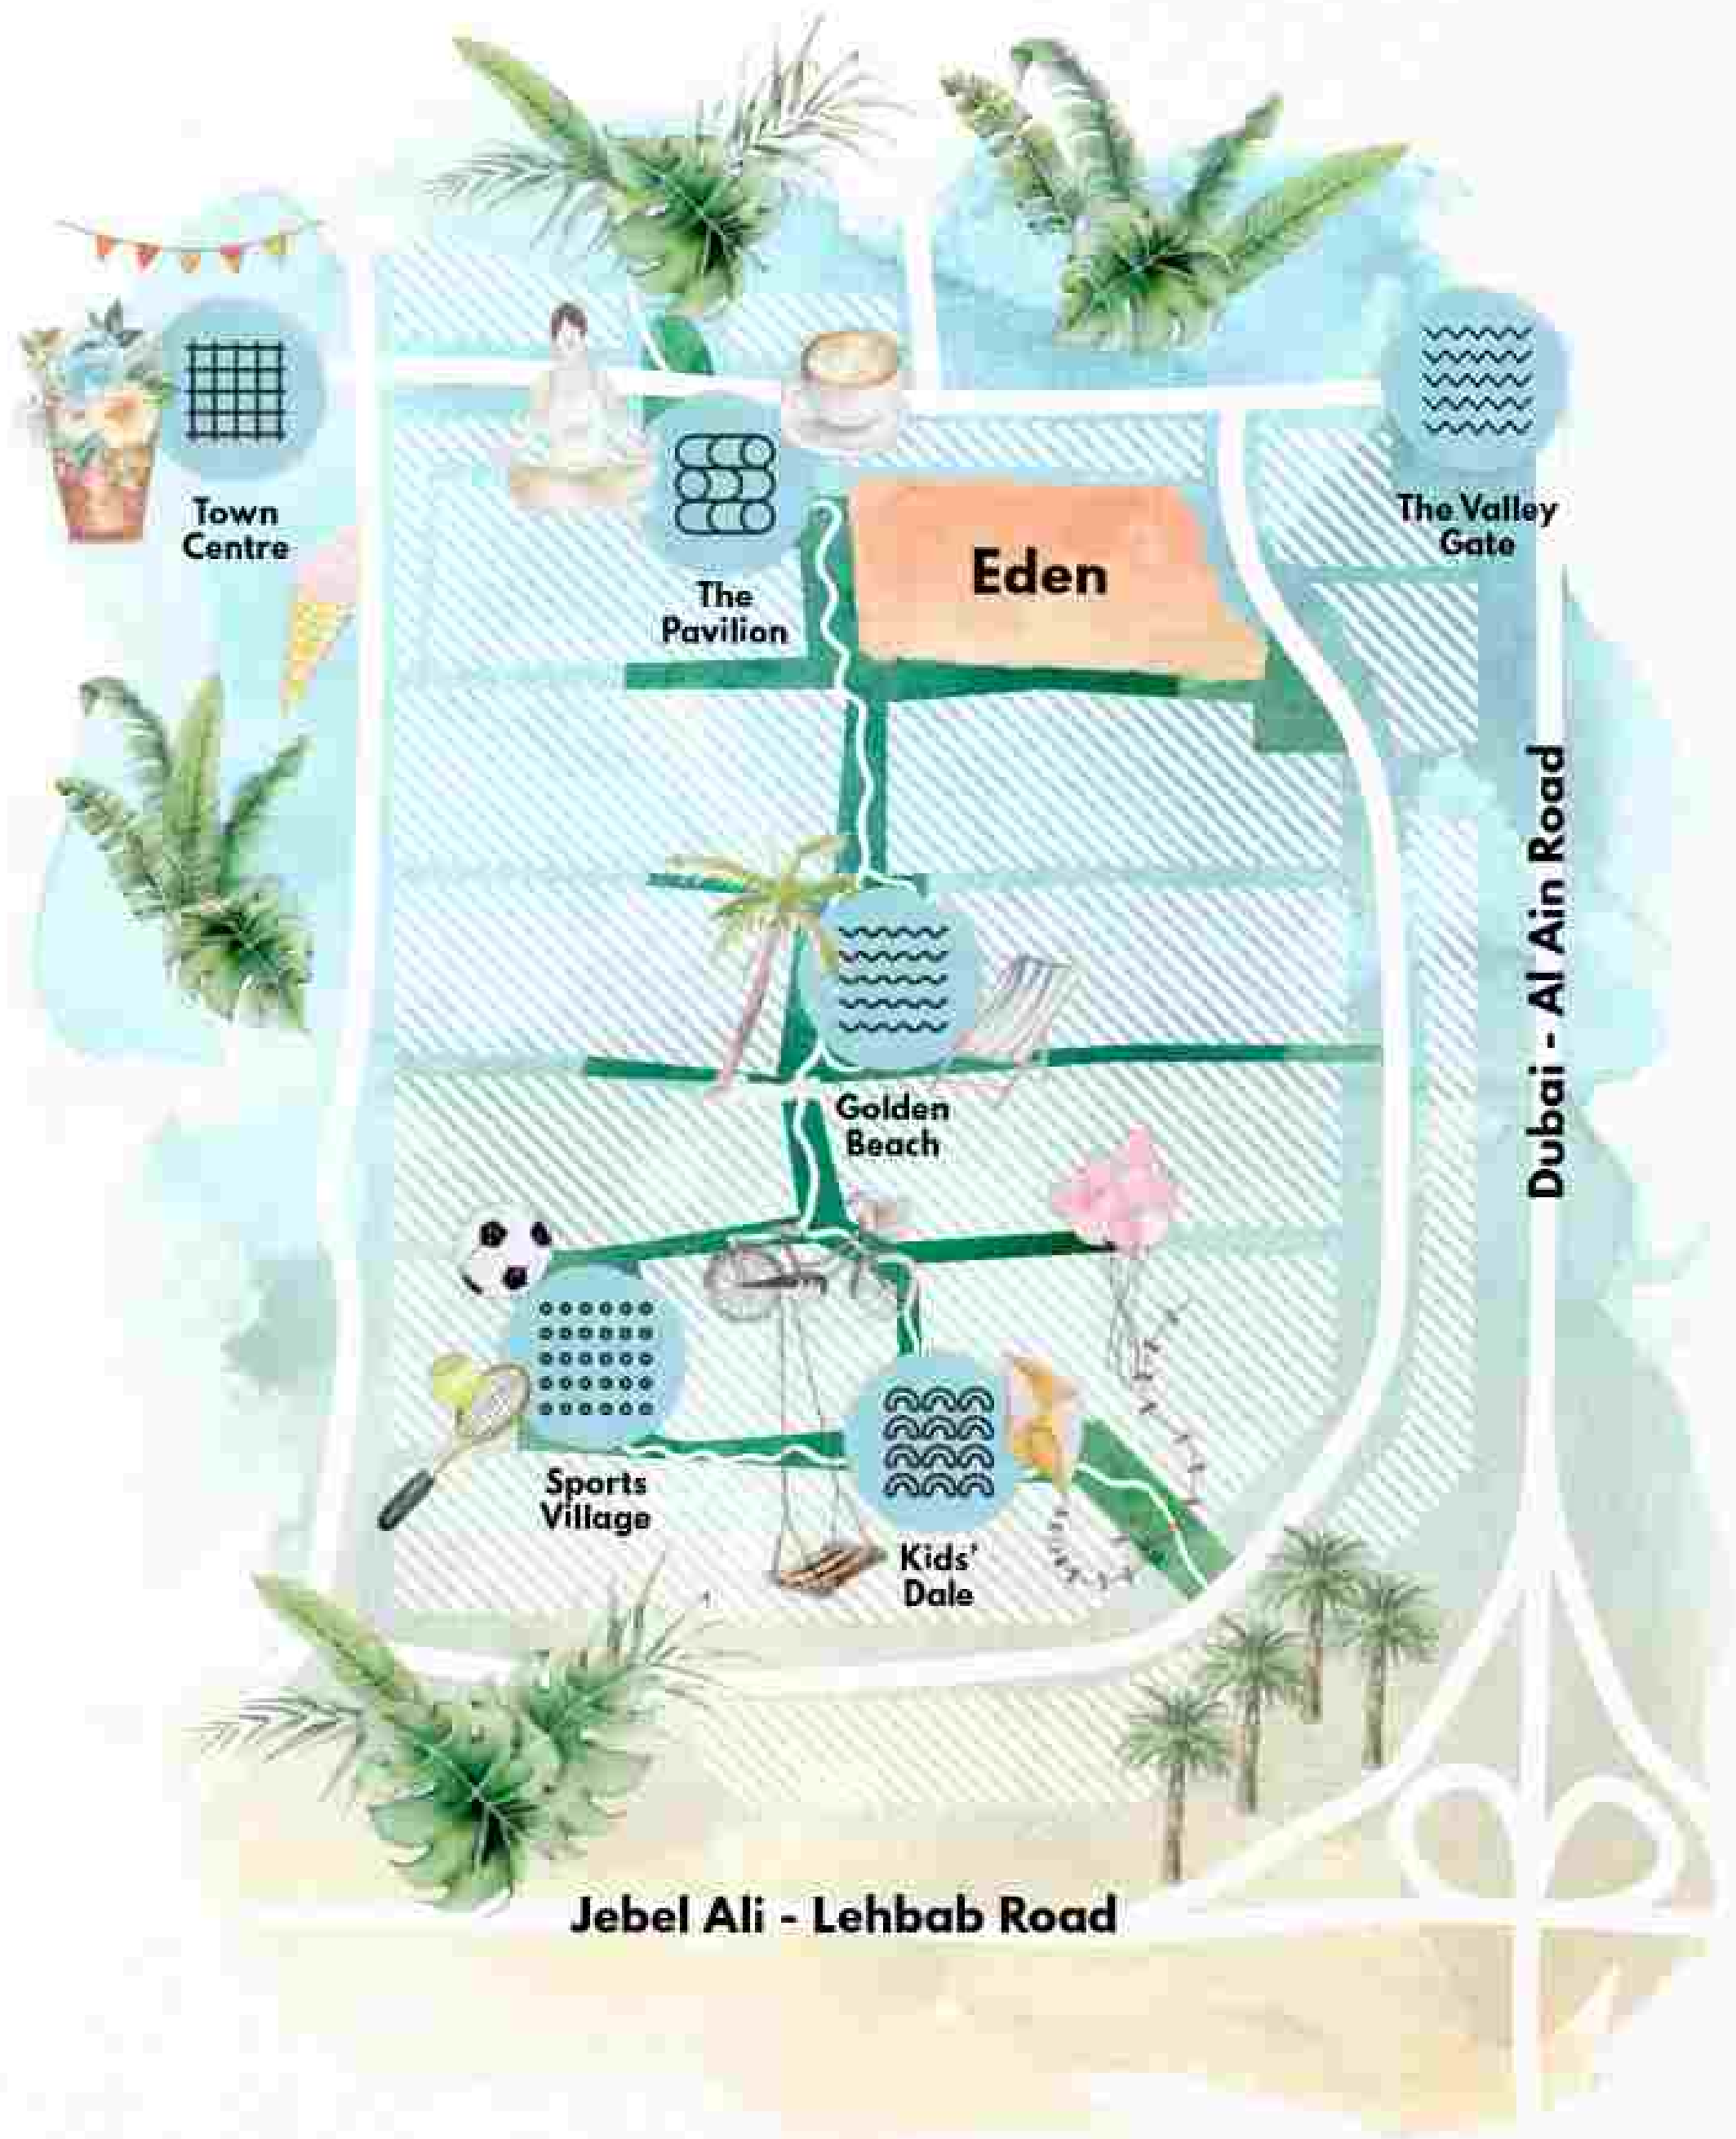 Town
Centre
The Valley
Gate
Eden
The
Pavilion
Dubai - Al Ain Road
Golden
Beach
Sports
Village
Kids'
Dale
Jebel Ali - Lehbab Road